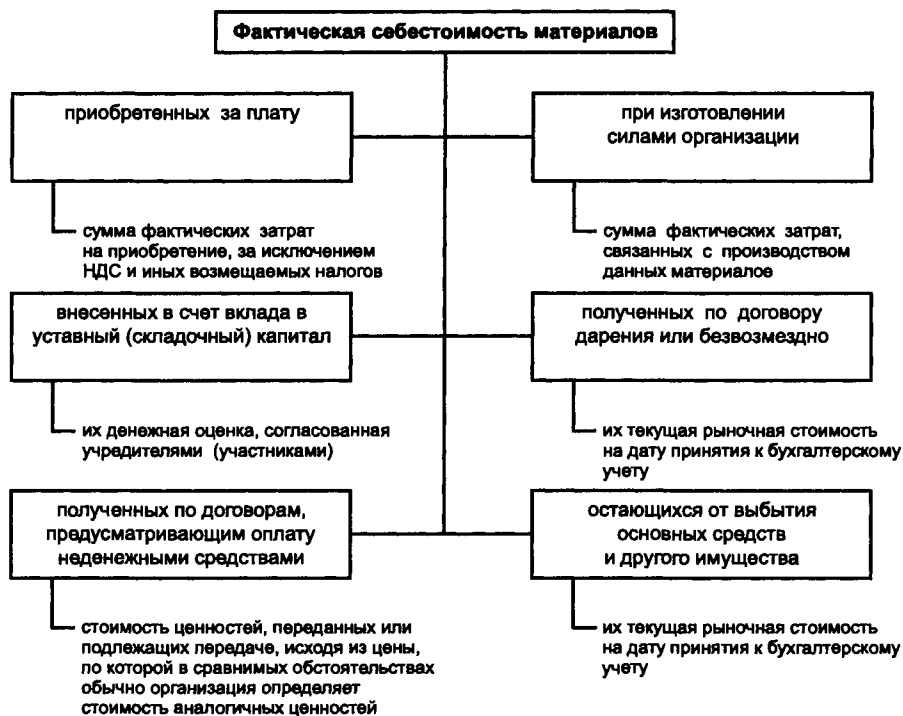 Фактическая себестоимость материалов
приобретенных за плату
сумма фактических затрат
на приобретение, за исключением
НДС и иных возмещаемых налогов
при изготовлении
силами организации
сумма фактических затрат,
связанных с производством
данных материалое
внесенных в счет вклада в
уставный (складочный) капитал
их денежная оценка, согласованная
учредителями (участниками)
полученных по договору
дарения или безвозмездно
их текущая рыночная стоимость
на дату принятия к бухгалтерскому
учету
полученных по договорам,
предусматривающим оплату
неденежными средствами
стоимость ценностей, переданных или
подлежащих передаче, исходя из цены,
ло которой в сравнимых обстоятельствах
обычно организация определяет
стоимость аналогичных ценностей
остающихся от выбытия
основных средств
и другого имущества
их текущая рыночная стоимость
на дату принятия к бухгалтерскому
учету